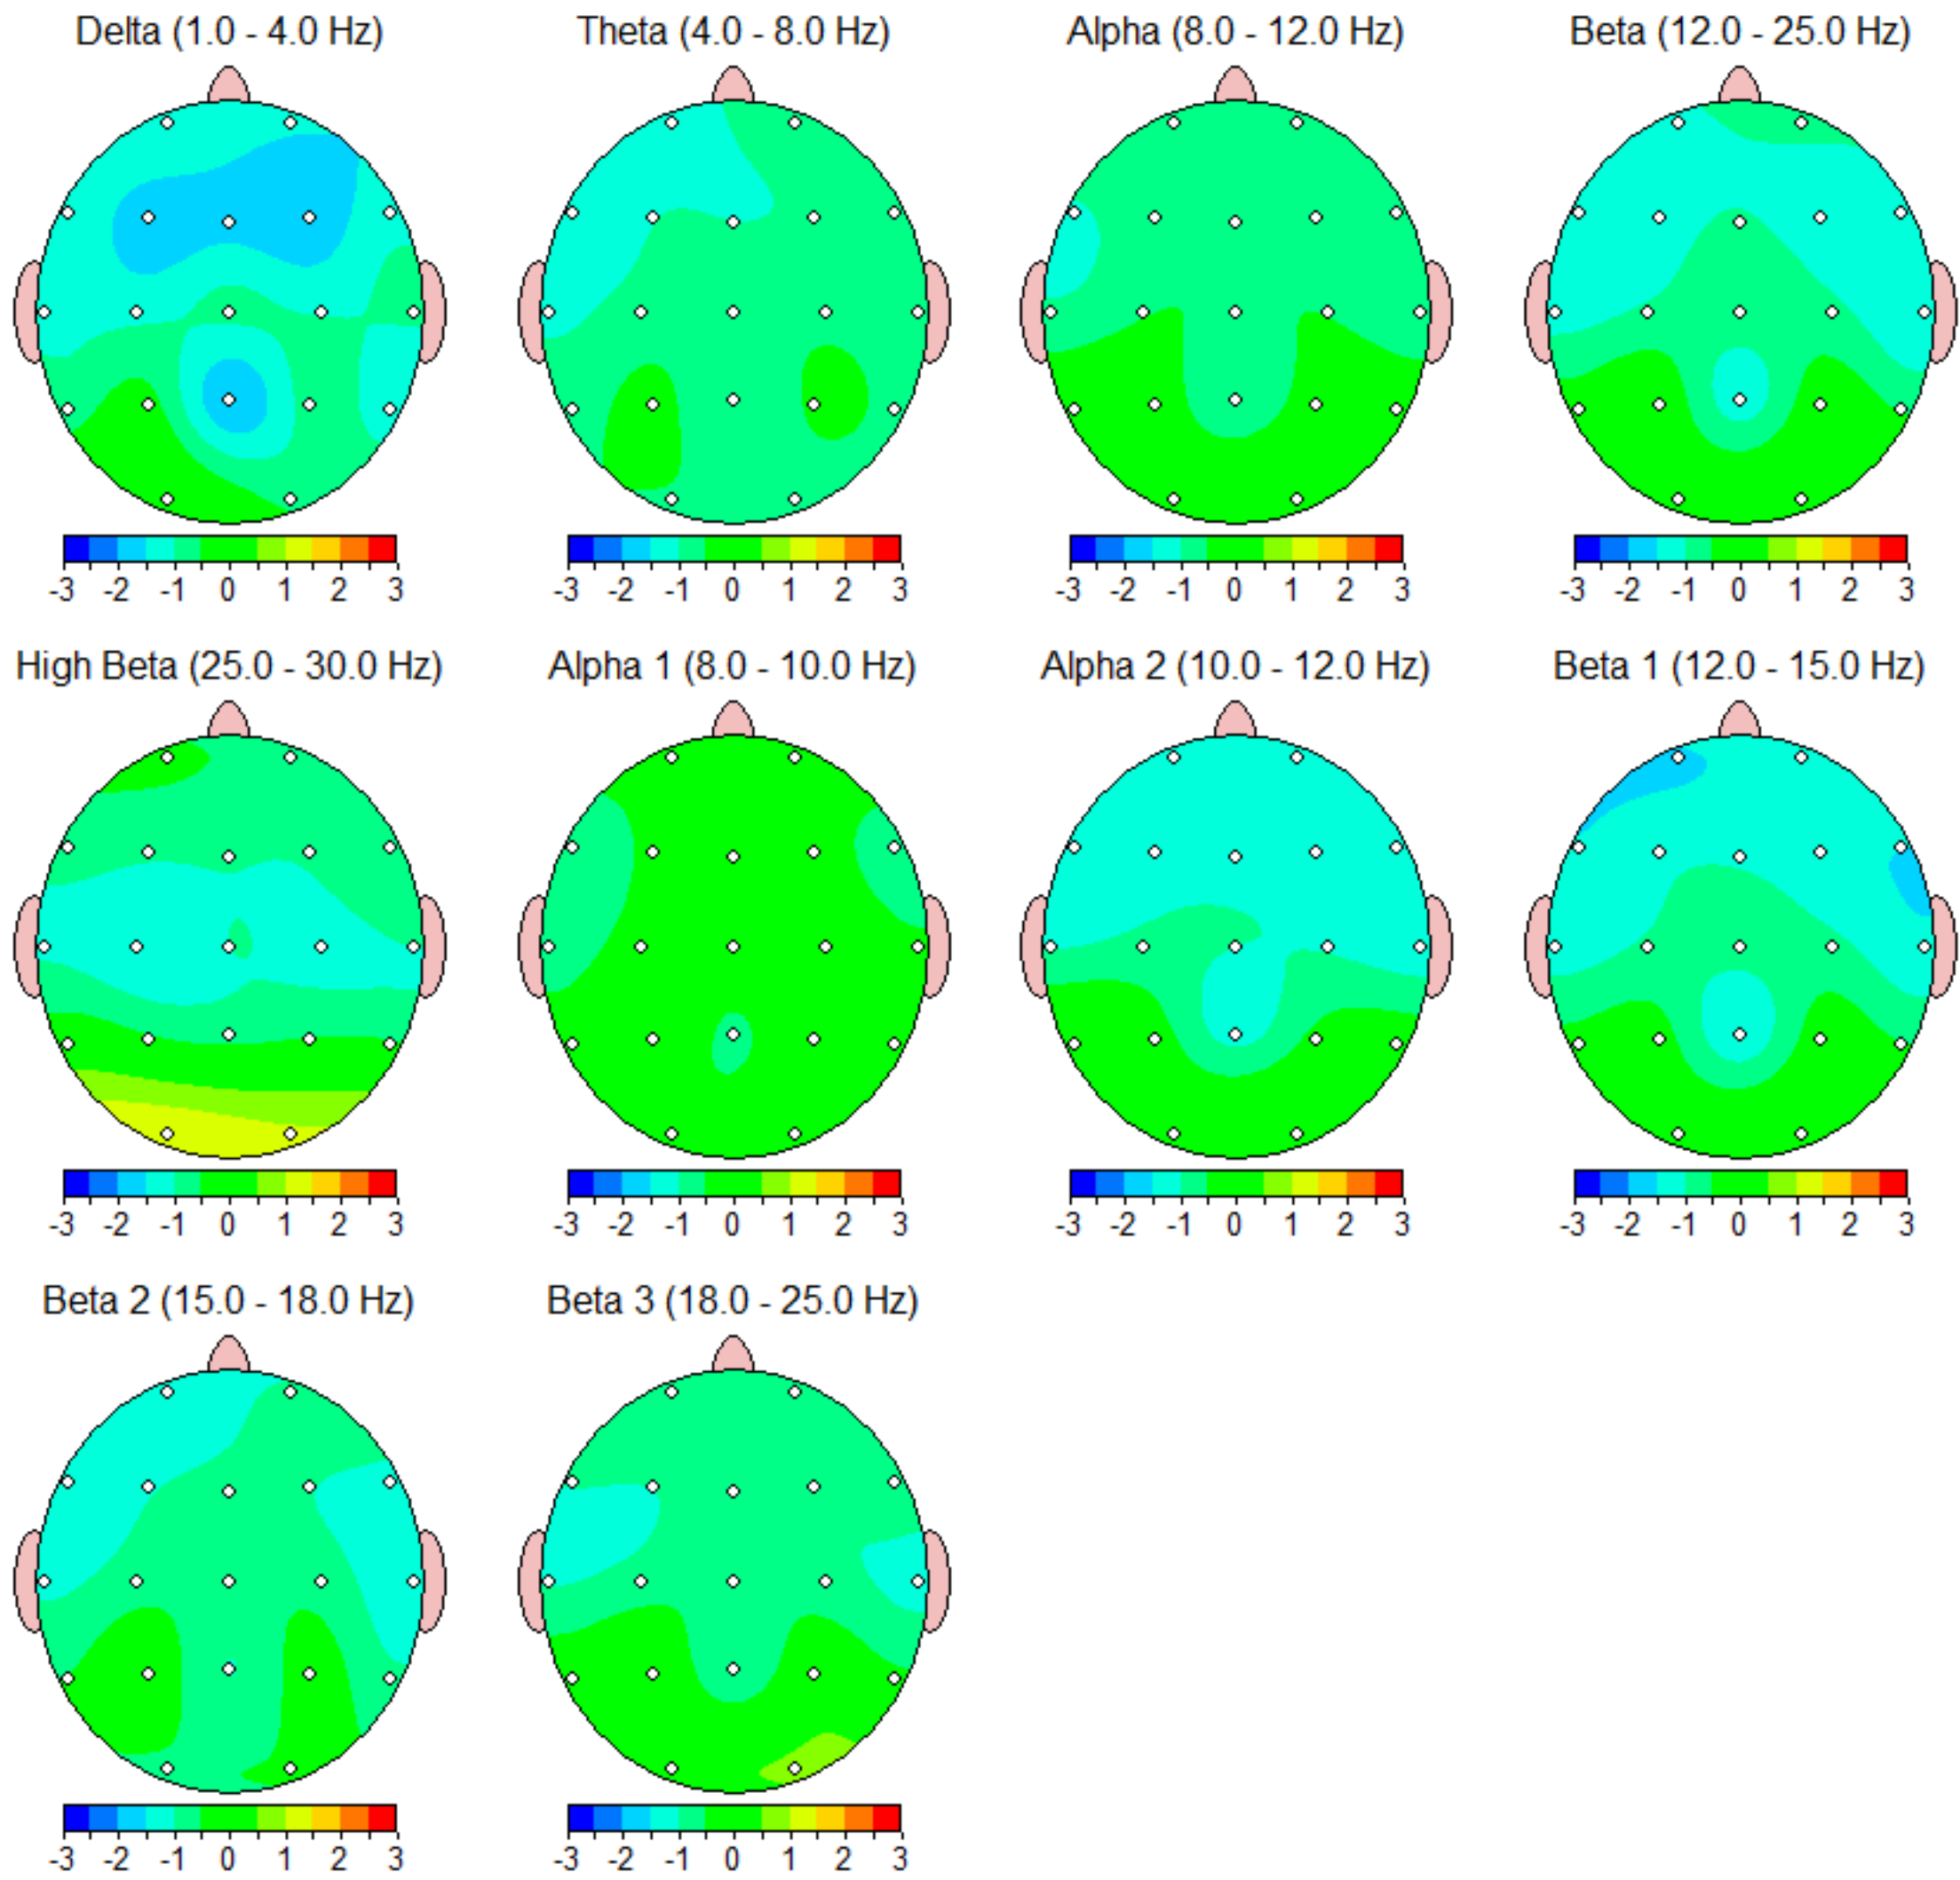 Delta (1.0 - 4.0 Hz)
Theta (4.0 - 8.0 Hz)
Alpha (8.0 - 12.0 Hz)
Beta (12.0 - 25.0 Hz)
-3 -2 -1 0 1 2 3
-3 -2 -1 0 1 2 3
-3 -2 -1 0 1 2 3
-3 -2 -1 0 1 2 3
High Beta (25.0 - 30.0 Hz)
Alpha 1 (8.0 - 10.0 Hz)
Alpha 2 (10.0 - 12.0 Hz)
Beta 1 (12.0 - 15.0 Hz)
-3 -2 -1 0 1 2 3
-3 -2 -1 0 1 2 3
-3 -2 -1 0 1 2 3
-3 -2 -1 0 1 2 3
Beta 2 (15.0 - 18.0 Hz)
Beta 3 (18.0 - 25.0 Hz)
-3 -2 -1 0 1 2 3
-3 -2 -1 0 1 2 3